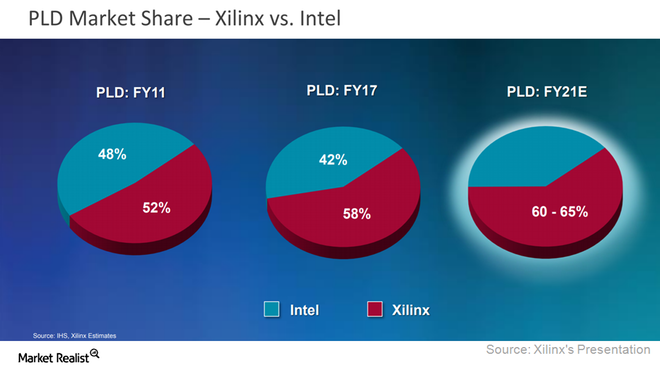 PLD Market Share – Xilinx vs. Intel
PLD: FY11
PLD: FY17
PLD: FY21E
48%
52%
42%
58%
60 - 65%
Intel
Xilinx
Source: IHS, Xilinx Estimates
Market Realist
Source: Xilinx's Presentation